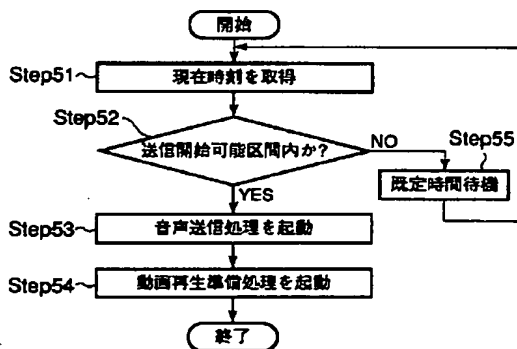 開始
Step51
現在時刻を取得
Step52
送信開始可能区間内か?
NO
Step55
既定時間待機
YES
Step53
音声送信処理を起動
Step54
動画再生準信処理を起動
終了